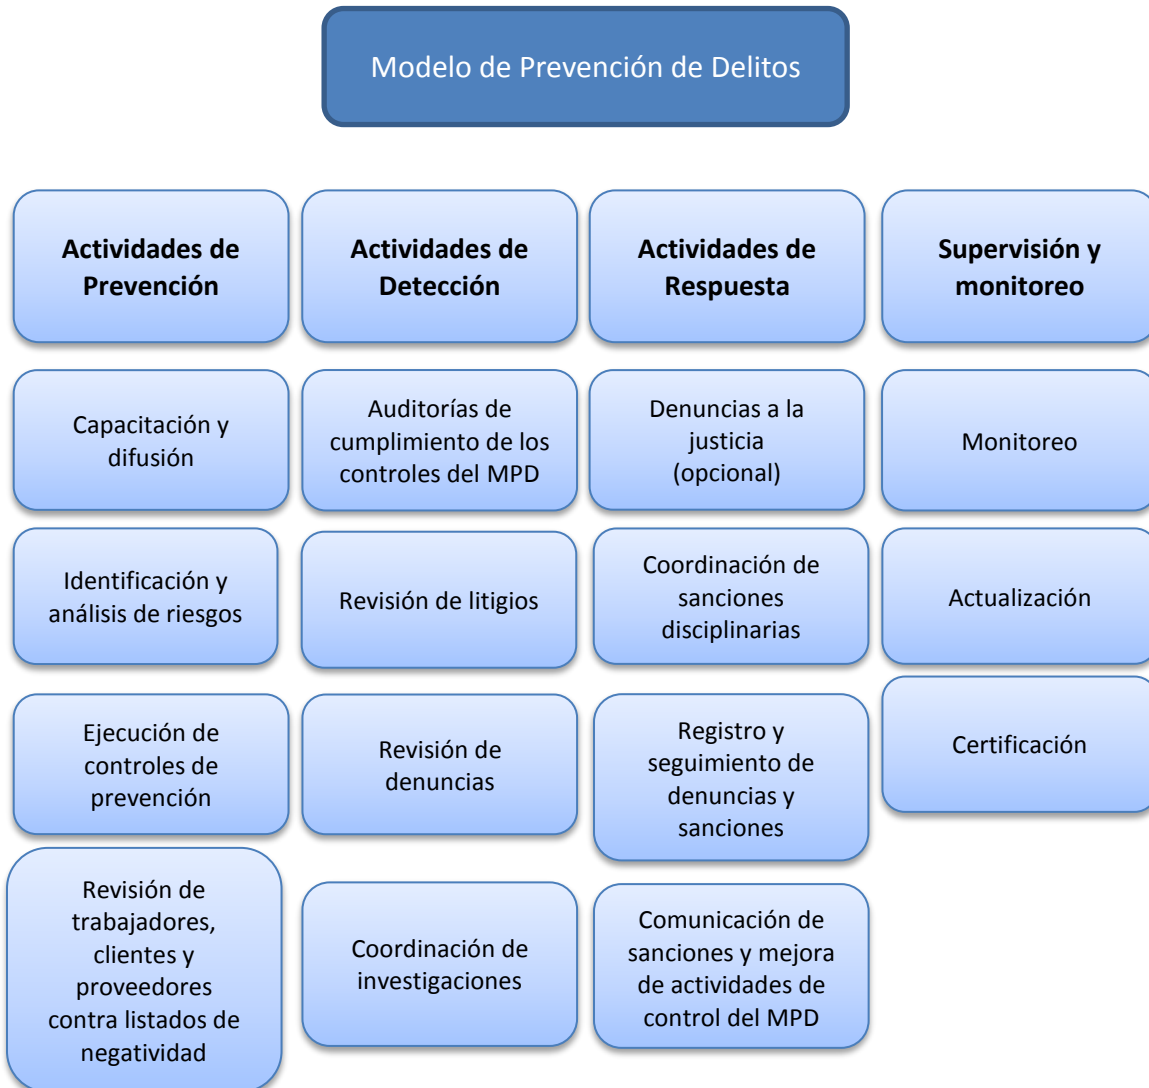 Modelo de Prevención de Delitos
Actividades de
Prevención
Capacitación y
difusión
Identificación y
análisis de riesgos
Ejecución de
controles de
prevención
Revisión de
trabajadores,
clientes y
proveedores
contra listados de
negatividad
Actividades de
Detección
Auditorías de
cumplimiento de los
controles del MPD
Revisión de litigios
Revisión de
denuncias
Coordinación de
investigaciones
Actividades de
Respuesta
Denuncias a la
justicia
(opcional)
Coordinación de
sanciones
disciplinarias
Registro y
seguimiento de
denuncias y
sanciones
Comunicación de
sanciones y mejora
de actividades de
control del MPD
Supervisión y
monitoreo
Monitoreo
Actualización
Certificación